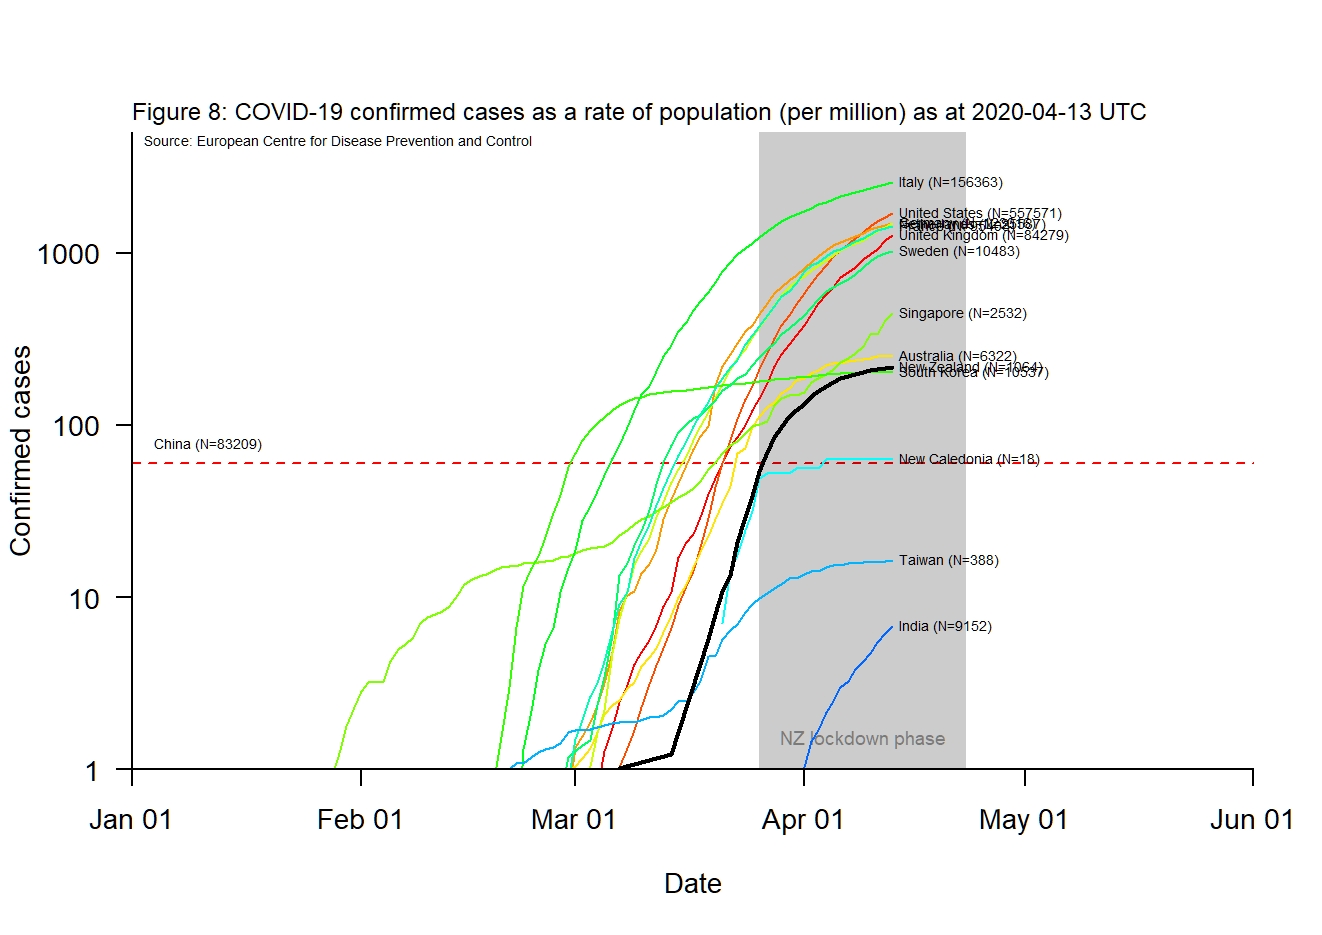 Figure 8: COVID-19 confirmed cases as a rate of population (per million) as at 2020-04-13 UTC
Source: European Centre for Disease Prevention and Control
Italy (N=156363)
United States (N=557571)
United Kingdom (N=84279)
Sweden (N=10483)
Singapore (N=2532)
Australia (N=6322)
New Zealand (N=1064)
South Korea (N=10537)
China (N=83209)
New Caledonia (N=18)
Taiwan (N=388)
India (N=9152)
NZ lockdown phase
Confirmed cases
1000
100
10
1
Jan 01
Feb 01
Mar 01
Apr 01
May 01
Jun 01
Date